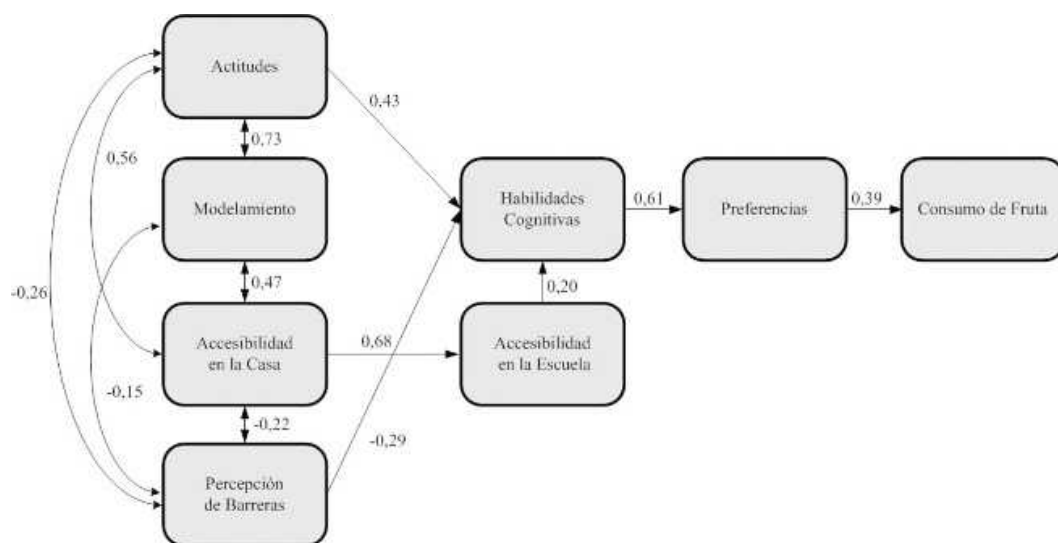 Actitudes
0,43
0,73
0,56
Modelamiento
Habilidades
Cognitivas
0,61
Preferencias
0,39
Consumo de Fruta
0,47
0,20
-0,26
Accesibilidad
en la Casa
0,68
Accesibilidad
en la Escuela
-0,15
-0,22
-0,29
Percepción
de Barreras